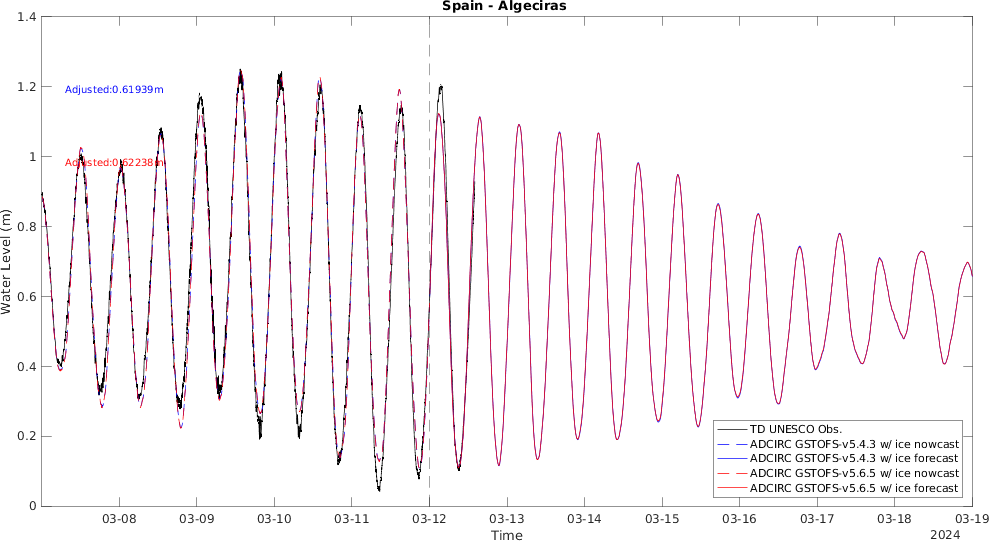 Spain - Algeciras
1.4
1.2
1
0.8
0.6
0.4
0.2
0
Water Level (m)
Adjusted:0.61939m
Adjusted:0.62238m
TD UNESCO Obs.
ADCIRC GSTOFS-v5.4.3 w/ ice nowcast
ADCIRC GSTOFS-v5.4.3 w/ ice forecast
ADCIRC GSTOFS-v5.6.5 w/ ice nowcast
ADCIRC GSTOFS-v5.6.5 w/ ice forecast
03-08 03-09 03-10 03-11 03-12 03-13 03-14 03-15 03-16 03-17 03-18 03-19
Time
2024